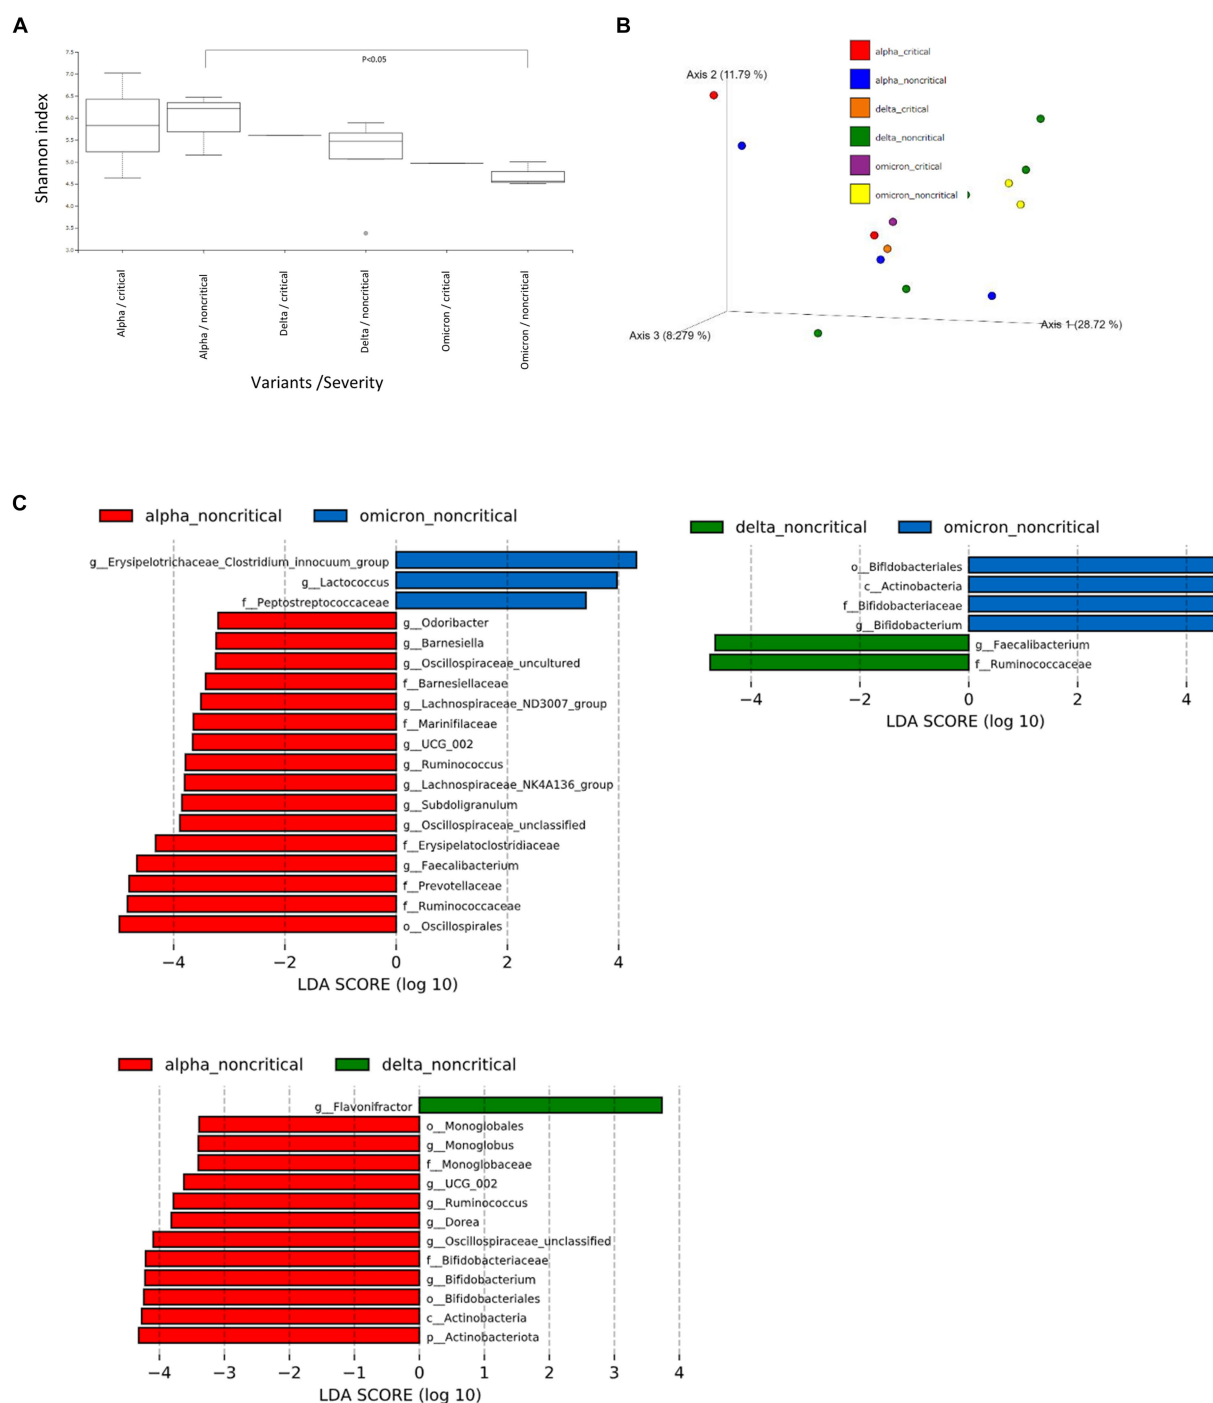 A
7.5
7.0
6.5
6.0
5.5
5.0
4.5
4.0
3.5
3.0
Shannon index
P<0.05
Alpha / critical
Alpha / noncritical
Delta / critical
Delta / noncritical
Omicron / critical
Omicron / noncritical
Variants /Severity
B
alpha_critical
alpha_noncritical
delta_critical
delta_noncritical
omicron_critical
omicron_noncritical
Axis 2 (11.79 %)
Axis 3 (8.279 %)
Axis 1 (28.72 %)
C
alpha_noncritical omicron_noncritical
g__Erysipelotrichaceae_Clostridium_innocuum_group
g__Lactococcus
f__Peptostreptococcaceae
g__Odoribacter
g__Barnesiella
g__Oscillospiraceae_uncultured
f__Barnesiellaceae
g__Lachnospiraceae_ND3007_group
f__Marinifilaceae
g__UCG_002
g__Ruminococcus
g__Lachnospiraceae_NK4A136_group
g__Subdoligranulum
g__Oscillospiraceae_unclassified
f__Erysipelatoclostridiaceae
g__Faecalibacterium
f__Prevotellaceae
f__Ruminococcaceae
o__Oscillospirales
−4 −2 0 2 4
LDA SCORE (log 10)
delta_noncritical omicron_noncritical
o__Bifidobacteriales
c__Actinobacteria
f__Bifidobacteriaceae
g__Bifidobacterium
g__Faecalibacterium
f__Ruminococcaceae
−4 −2 0 2 4
LDA SCORE (log 10)
alpha_noncritical delta_noncritical
g__Flavonifractor
o__Monoglobales
g__Monoglobus
f__Monoglobaceae
g__UCG_002
g__Ruminococcus
g__Dorea
g__Oscillospiraceae_unclassified
f__Bifidobacteriaceae
g__Bifidobacterium
o__Bifidobacteriales
c__Actinobacteria
p__Actinobacteriota
−4 −3 −2 −1 0 1 2 3 4
LDA SCORE (log 10)